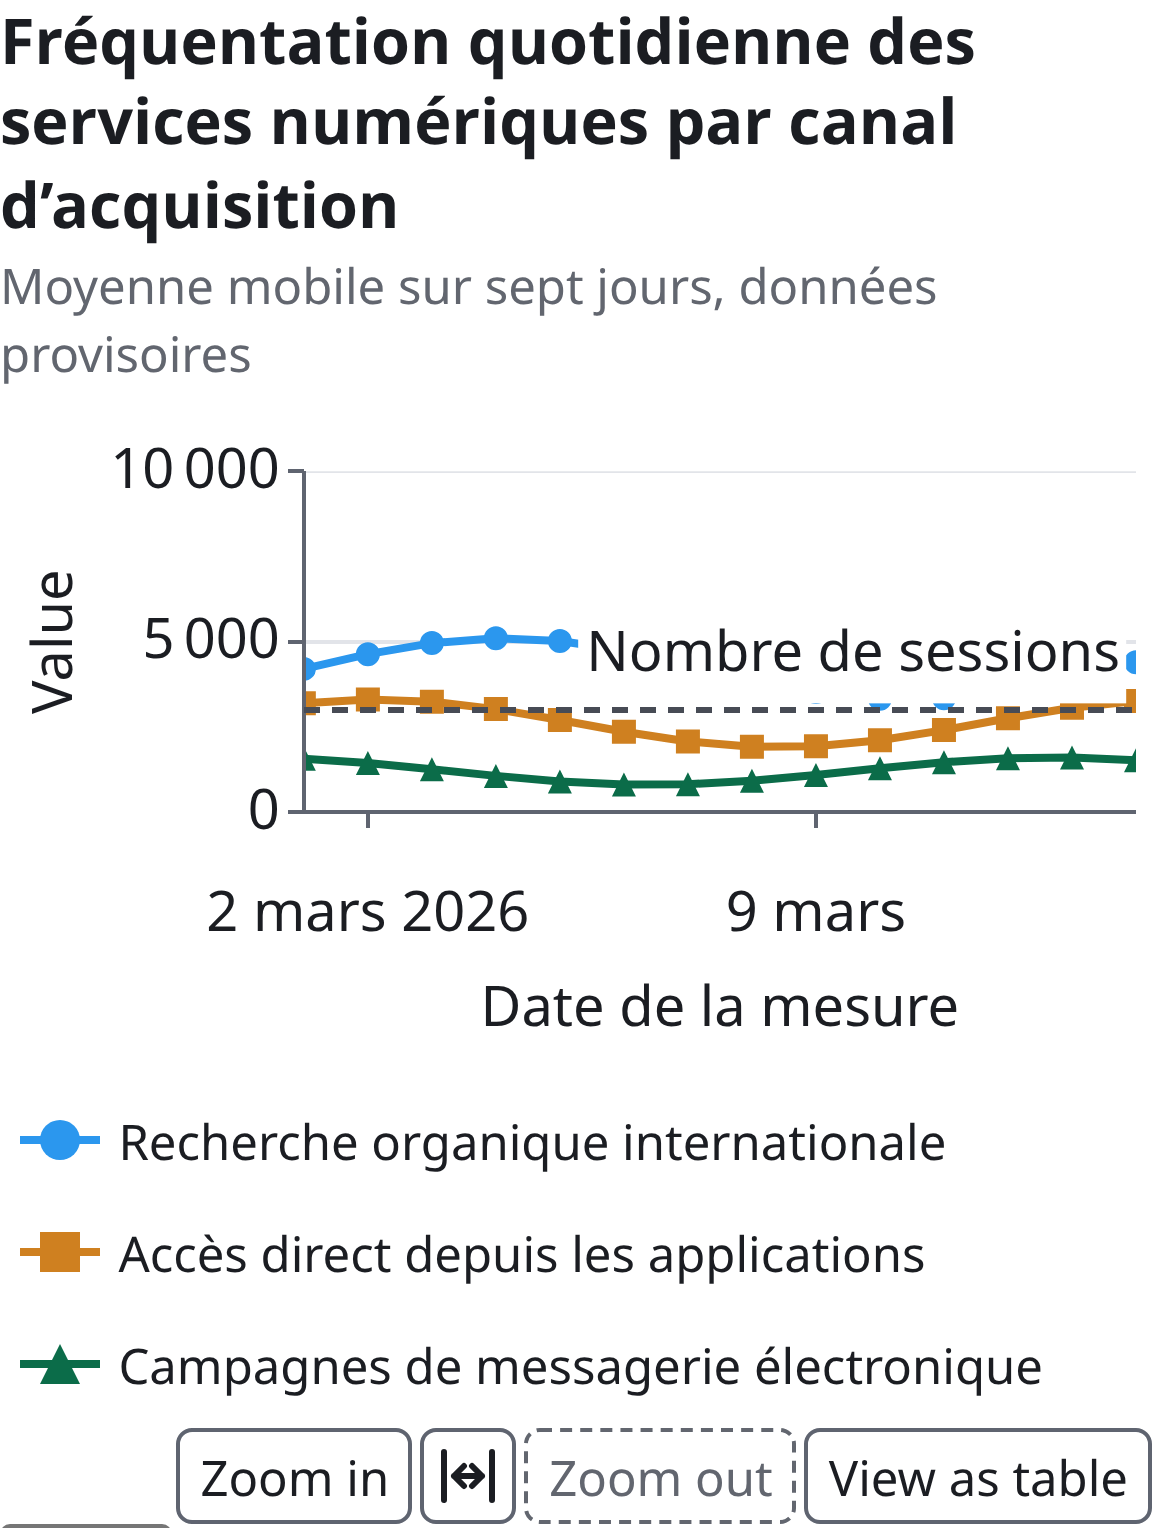 Fréquentation quotidienne des
services numériques par canal
d’acquisition
Moyenne mobile sur sept jours, données
provisoires
10 000
5 000
0
Value
Nombre de sessions
2 mars 2026
9 mars
Date de la mesure
Recherche organique internationale
Accès direct depuis les applications
Campagnes de messagerie électronique
Zoom in
Zoom out
View as table